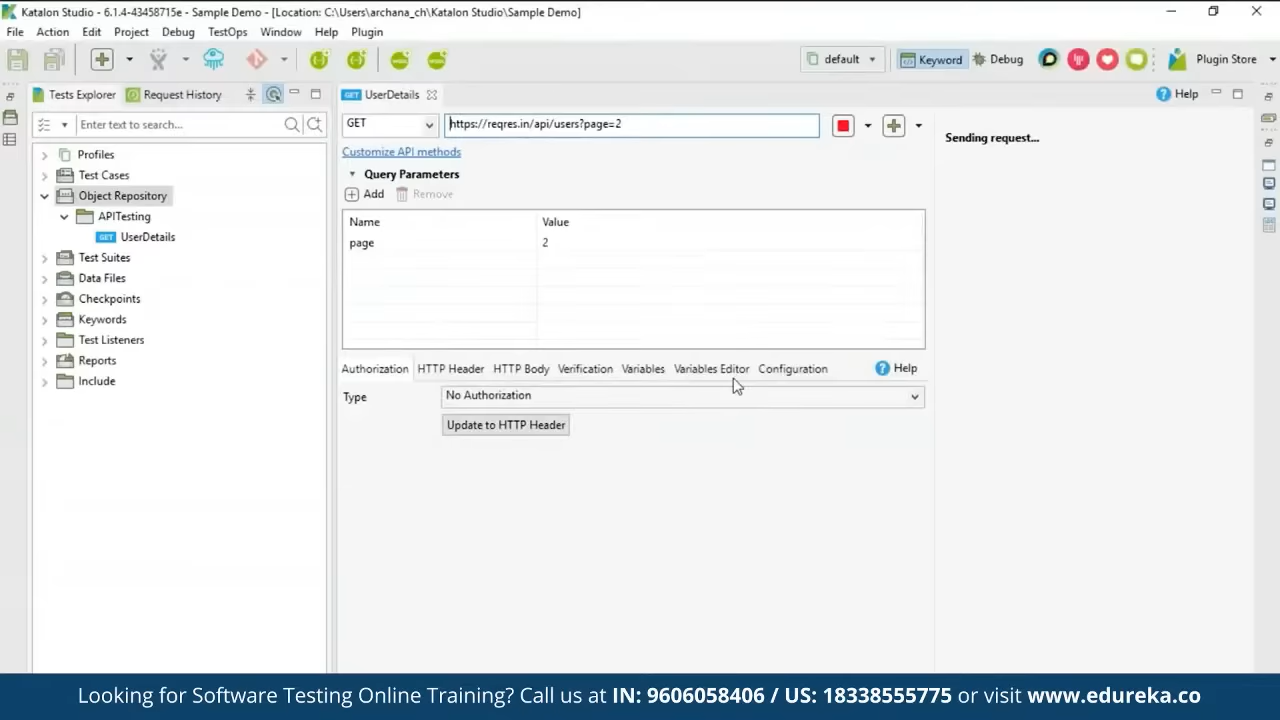 Katalon Studio - 6.1.4-43458715e - Sample Demo - [Location: C:\Users\archana_ch\Katalon Studio\Sample Demo]
File Action Edit Project Debug TestOps Window Help Plugin
default Keyword Debug Plugin Store
Tests Explorer Request History
Enter text to search...
Profiles
Test Cases
Object Repository
APITesting
GET UserDetails
Test Suites
Data Files
Checkpoints
Keywords
Test Listeners
Reports
Include
GET UserDetails Help
GET https://reqres.in/api/users?page=2
Customize API methods
Query Parameters
Add Remove
Name Value
page 2
Authorization HTTP Header HTTP Body Verification Variables Variables Editor Configuration Help
Type No Authorization
Update to HTTP Header
Sending request...
Looking for Software Testing Online Training? Call us at IN: 9606058406 / US: 18338555775 or visit www.edureka.co